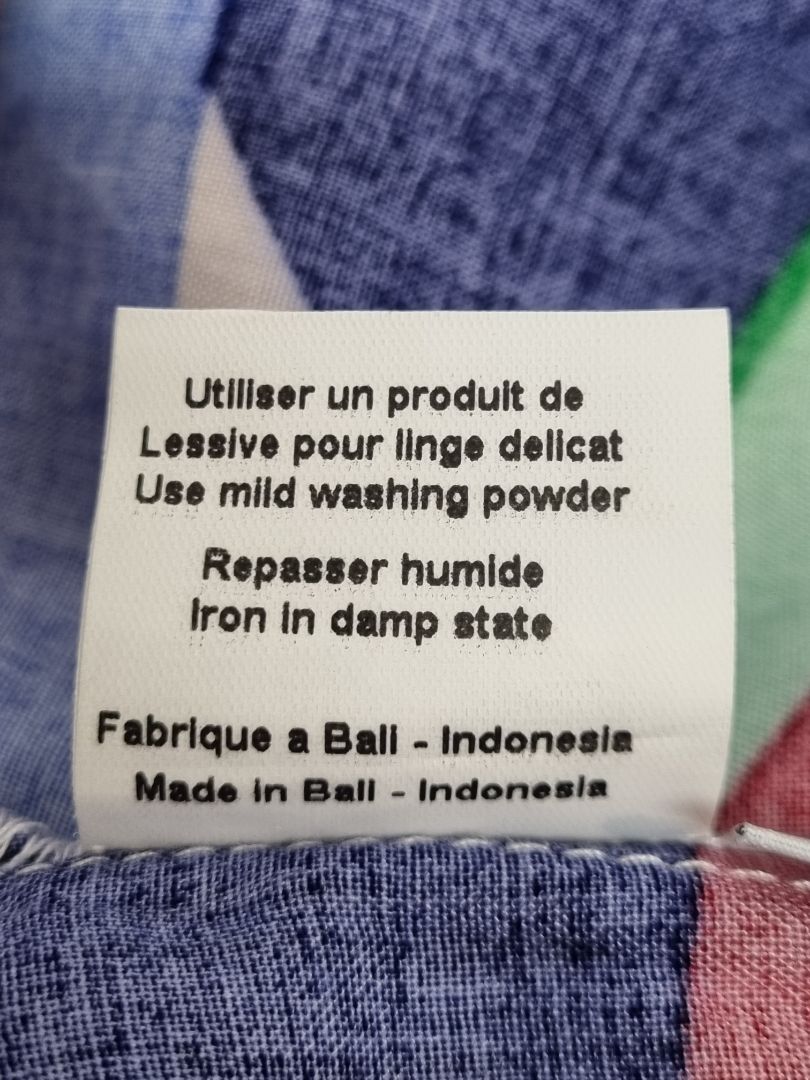 Utiliser un produit de
Lessive pour linge delicat
Use mild washing powder
Repasser humide
Iron in damp state
Fabrique a Bali - Indonesia
Made in Bali - Indonesia